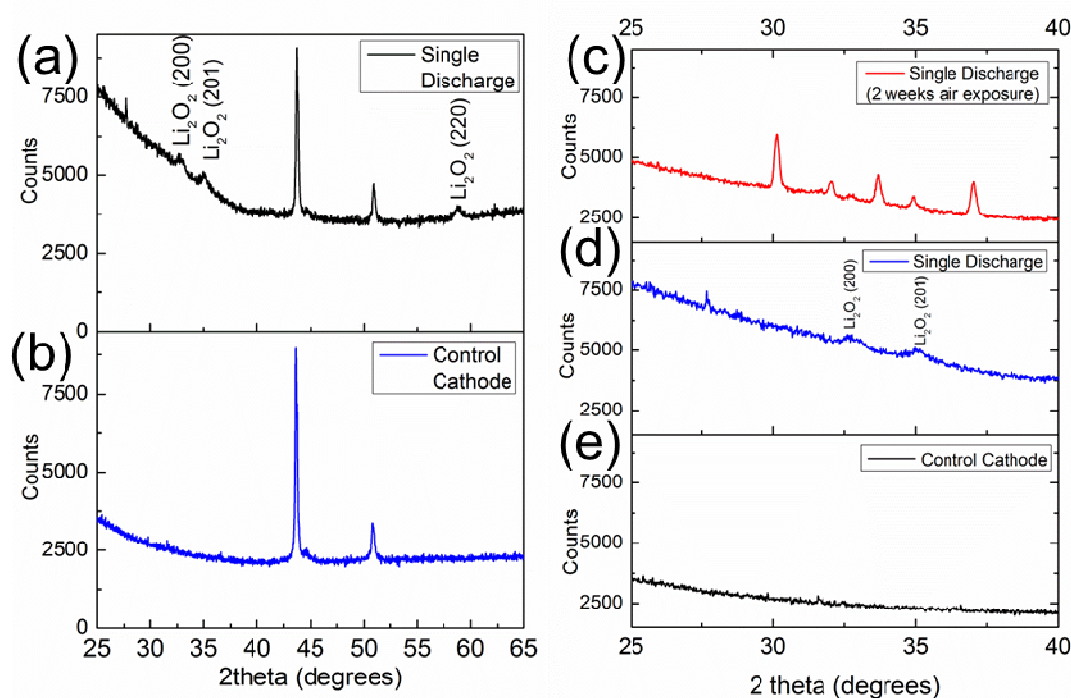 (a)
Single
Discharge
Li₂O₂ (200)
Li₂O₂ (201)
Li₂O₂ (220)
Counts
7500
5000
2500
0
(b)
Control
Cathode
Counts
7500
5000
2500
0
25 30 35 40 45 50 55 60 65
2theta (degrees)
25 30 35 40
(c)
Single Discharge
(2 weeks air exposure)
Counts
7500
5000
2500
(d)
Single Discharge
Li₂O₂ (200)
Li₂O₂ (201)
Counts
7500
5000
2500
(e)
Control Cathode
Counts
7500
5000
2500
25 30 35 40
2 theta (degrees)